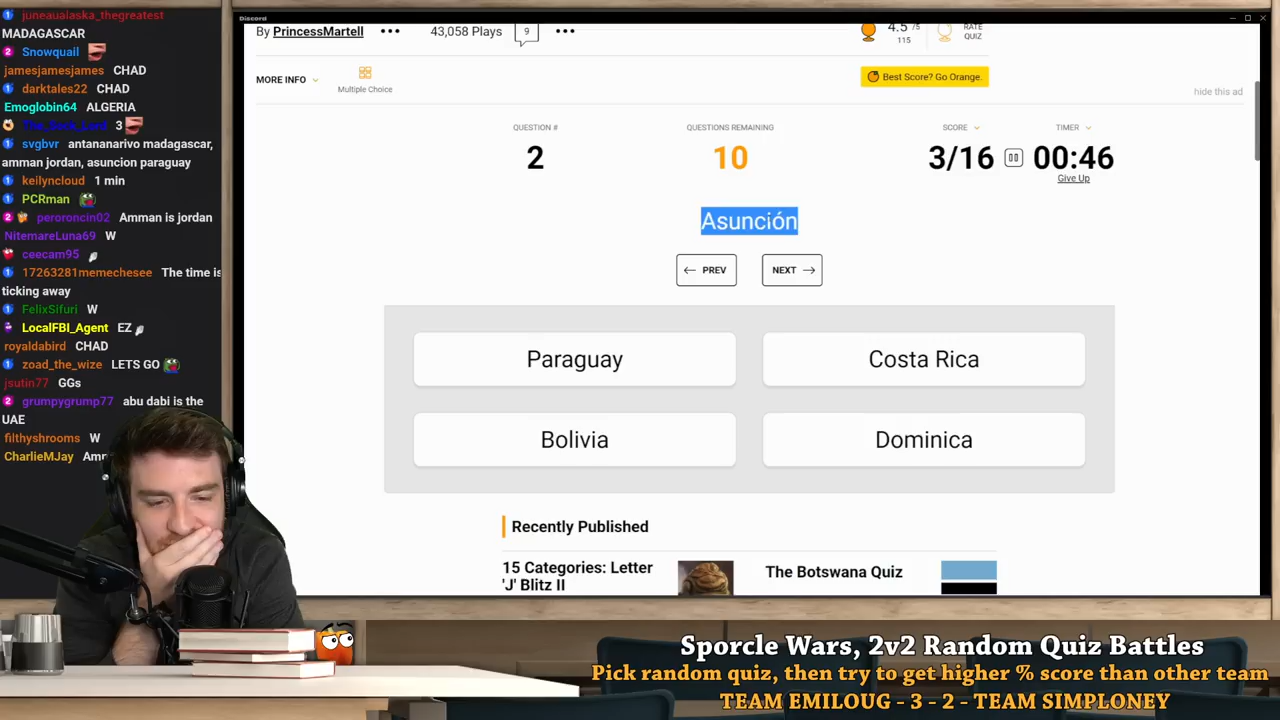 juneaualaska_thegreatest
MADAGASCAR
Snowquail
jamesjamesjames CHAD
darktales22 CHAD
Emoglobin64 ALGERIA
The_Sock_Lord 3
svgbvr antananarivo madagascar,
amman jordan, asuncion paraguay
keilyncloud 1 min
PCRman
peroroncin02 Amman is jordan
NitemareLuna69 W
ceecam95
17263281memechesee The time is
ticking away
FelixSifuri W
LocalFBI_Agent EZ
royaldabird CHAD
zoad_the_wize LETS GO
jsutin77 GGs
grumpygrump77 abu dabi is the
UAE
filthyshrooms W
CharlieMJay
Discord
By PrincessMartell
43,058 Plays
9
4.5 /5
115
RATE
QUIZ
MORE INFO
Multiple Choice
Best Score? Go Orange.
hide this ad
QUESTION #
QUESTIONS REMAINING
SCORE
TIMER
2
10
3/16
00:46
Give Up
Asunción
PREV
NEXT
Paraguay
Costa Rica
Bolivia
Dominica
Recently Published
15 Categories: Letter
'J' Blitz II
The Botswana Quiz
Sporcle Wars, 2v2 Random Quiz Battles
Pick random quiz, then try to get higher % score than other team
TEAM EMILOUG - 3 - 2 - TEAM SIMPLONEY